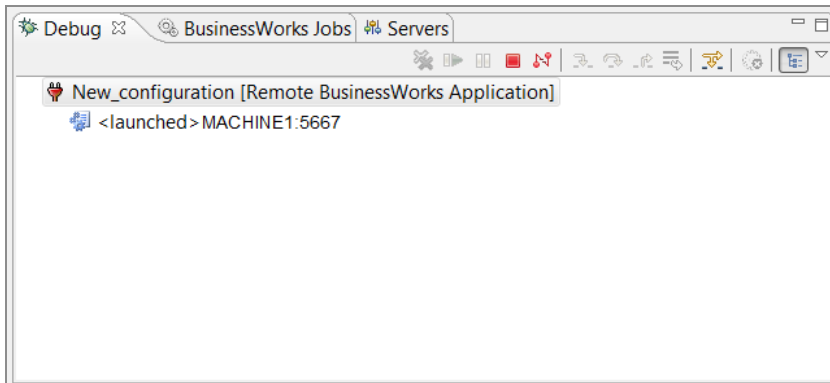 Debug BusinessWorks Jobs Servers
New_configuration [Remote BusinessWorks Application]
<launched>MACHINE1:5667